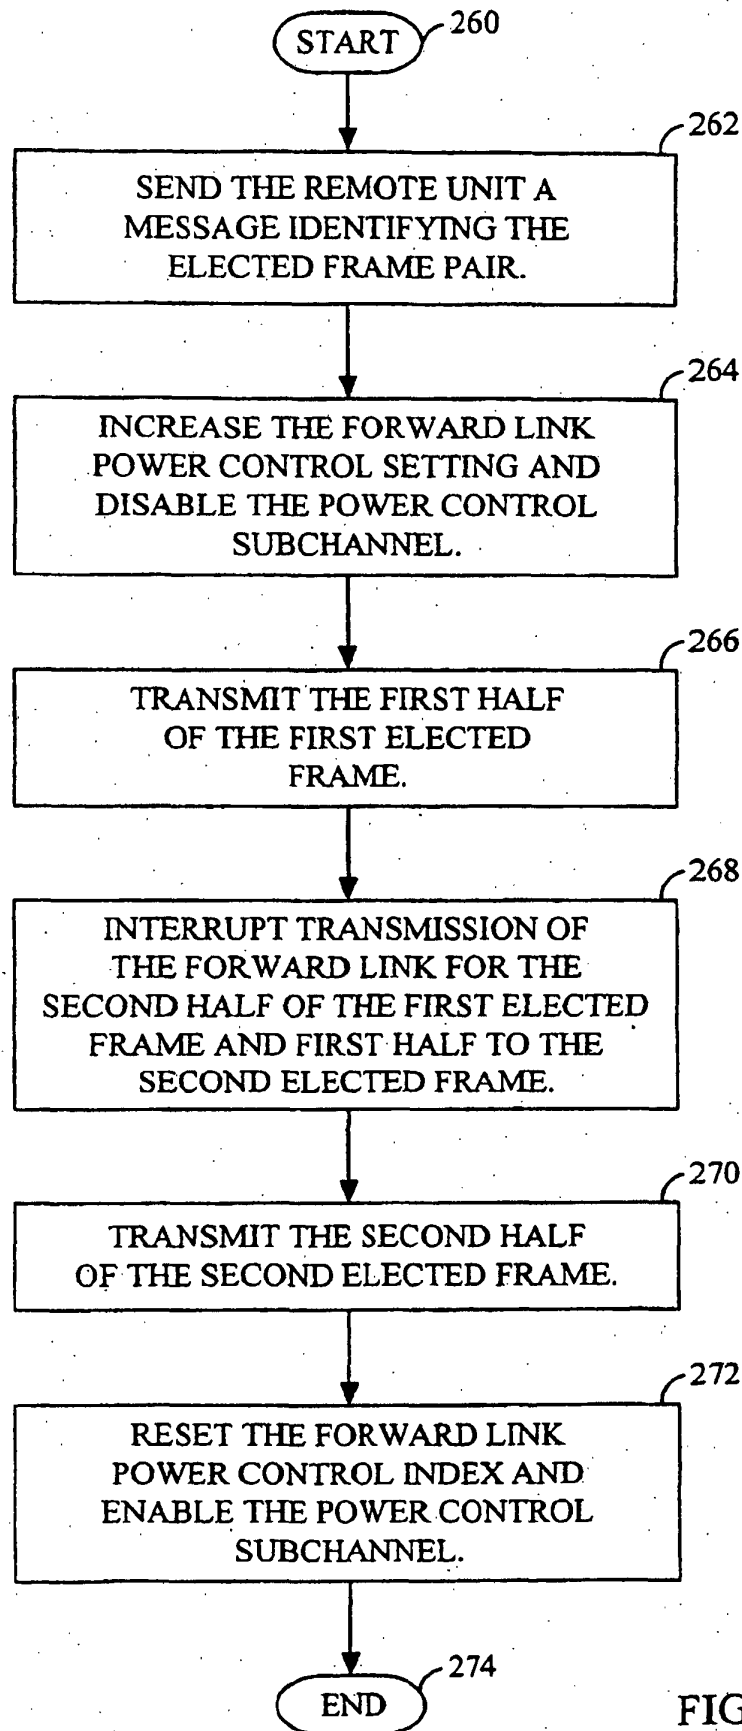 START
260
262
SEND THE REMOTE UNIT A
MESSAGE IDENTIFYING THE
ELECTED FRAME PAIR.
264
INCREASE THE FORWARD LINK
POWER CONTROL SETTING AND
DISABLE THE POWER CONTROL
SUBCHANNEL.
266
TRANSMIT THE FIRST HALF
OF THE FIRST ELECTED
FRAME.
268
INTERRUPT TRANSMISSION OF
THE FORWARD LINK FOR THE
SECOND HALF OF THE FIRST ELECTED
FRAME AND FIRST HALF TO THE
SECOND ELECTED FRAME.
270
TRANSMIT THE SECOND HALF
OF THE SECOND ELECTED FRAME.
272
RESET THE FORWARD LINK
POWER CONTROL INDEX AND
ENABLE THE POWER CONTROL
SUBCHANNEL.
274
END
FIG